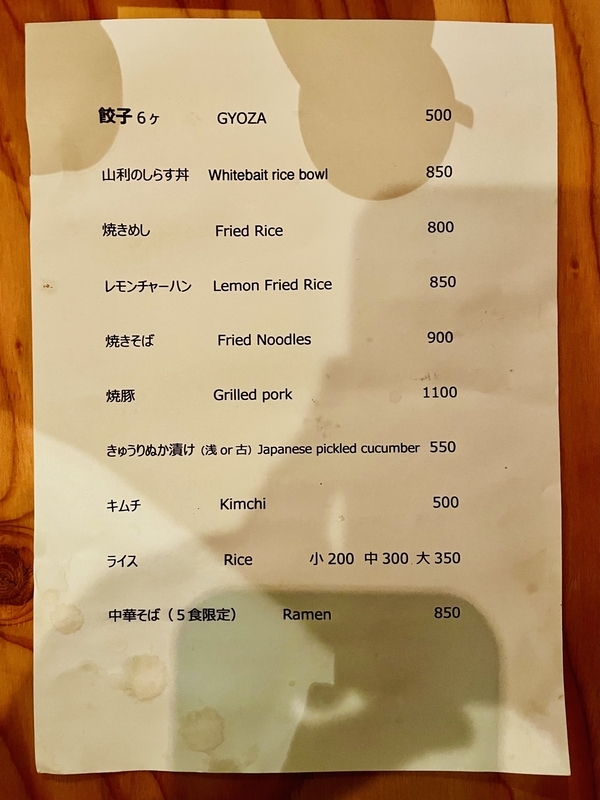 餃子 6ヶ GYOZA 500
山利のしらす丼 Whitebait rice bowl 850
焼きめし Fried Rice 800
レモンチャーハン Lemon Fried Rice 850
焼きそば Fried Noodles 900
焼豚 Grilled pork 1100
きゅうりぬか漬け（浅 or 古）Japanese pickled cucumber 550
キムチ Kimchi 500
ライス Rice 小 200 中 300 大 350
中華そば（５食限定） Ramen 850